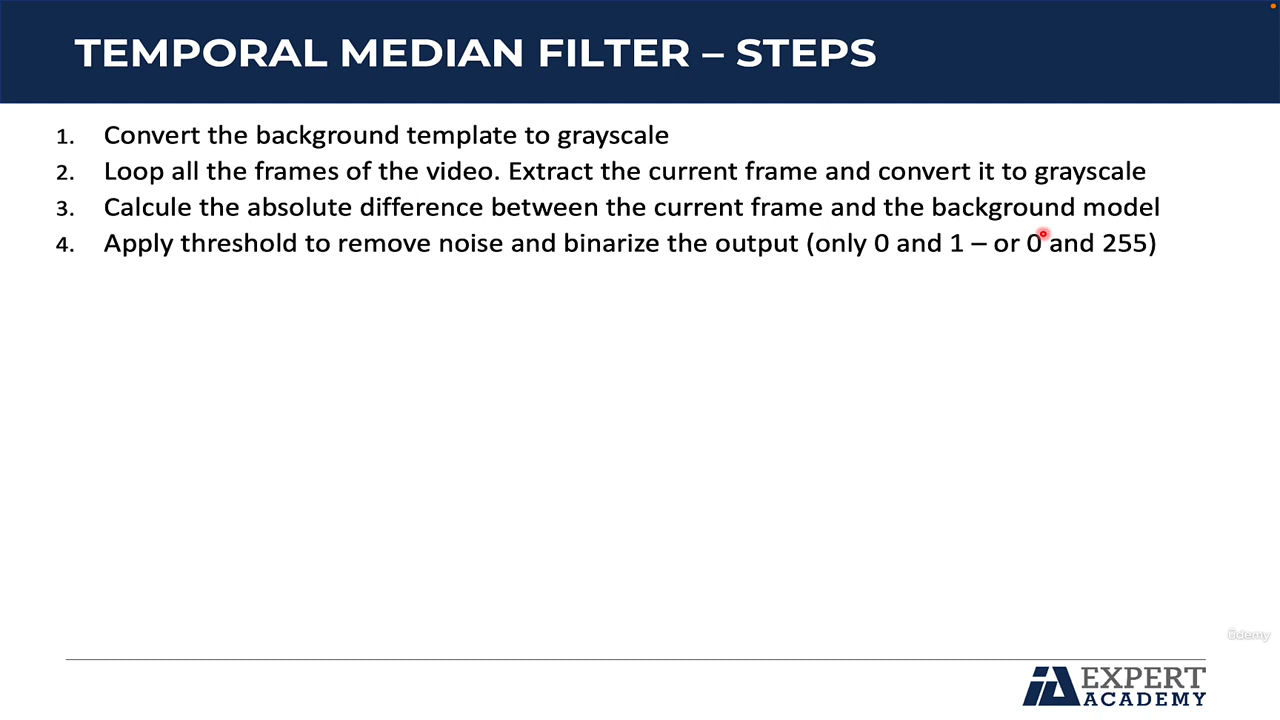 TEMPORAL MEDIAN FILTER – STEPS
1. Convert the background template to grayscale
2. Loop all the frames of the video. Extract the current frame and convert it to grayscale
3. Calcule the absolute difference between the current frame and the background model
4. Apply threshold to remove noise and binarize the output (only 0 and 1 – or 0 and 255)
ûdemy
IA EXPERT
ACADEMY